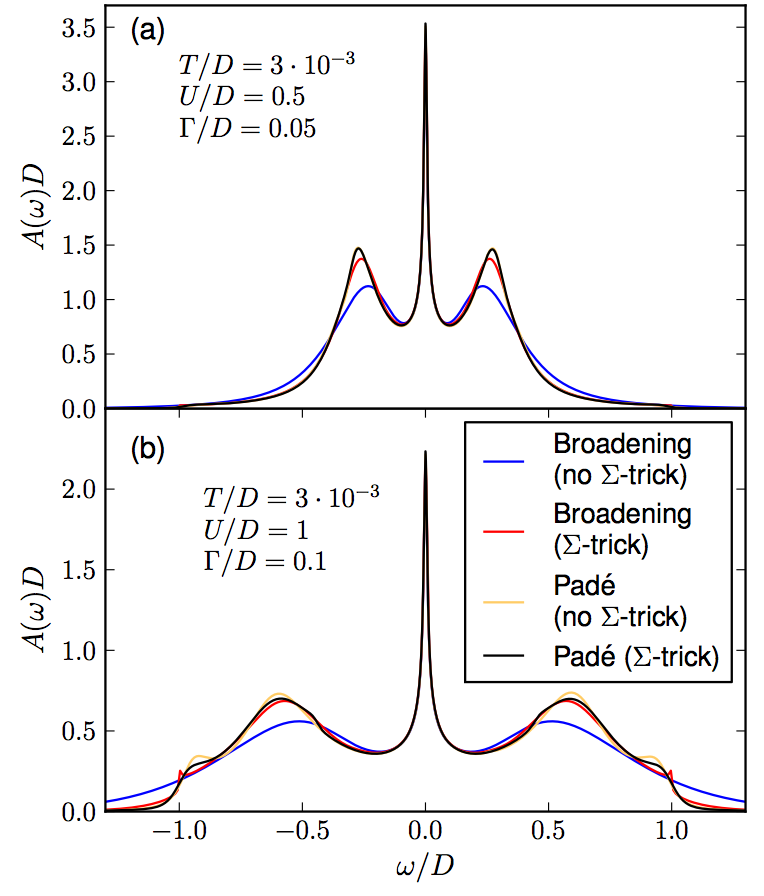 (a)
T/D = 3 · 10⁻³
U/D = 0.5
Γ/D = 0.05
A(ω)D
3.5
3.0
2.5
2.0
1.5
1.0
0.5
0.0
(b)
T/D = 3 · 10⁻³
U/D = 1
Γ/D = 0.1
A(ω)D
2.0
1.5
1.0
0.5
0.0
Broadening
(no Σ-trick)
Broadening
(Σ-trick)
Padé
(no Σ-trick)
Padé (Σ-trick)
−1.0 −0.5 0.0 0.5 1.0
ω/D